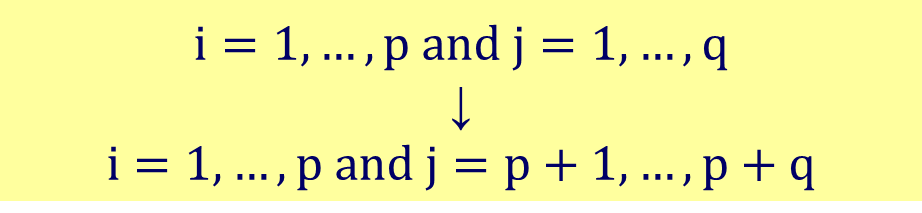 i = 1, … , p and j = 1, … , q
↓
i = 1, … , p and j = p + 1, … , p + q